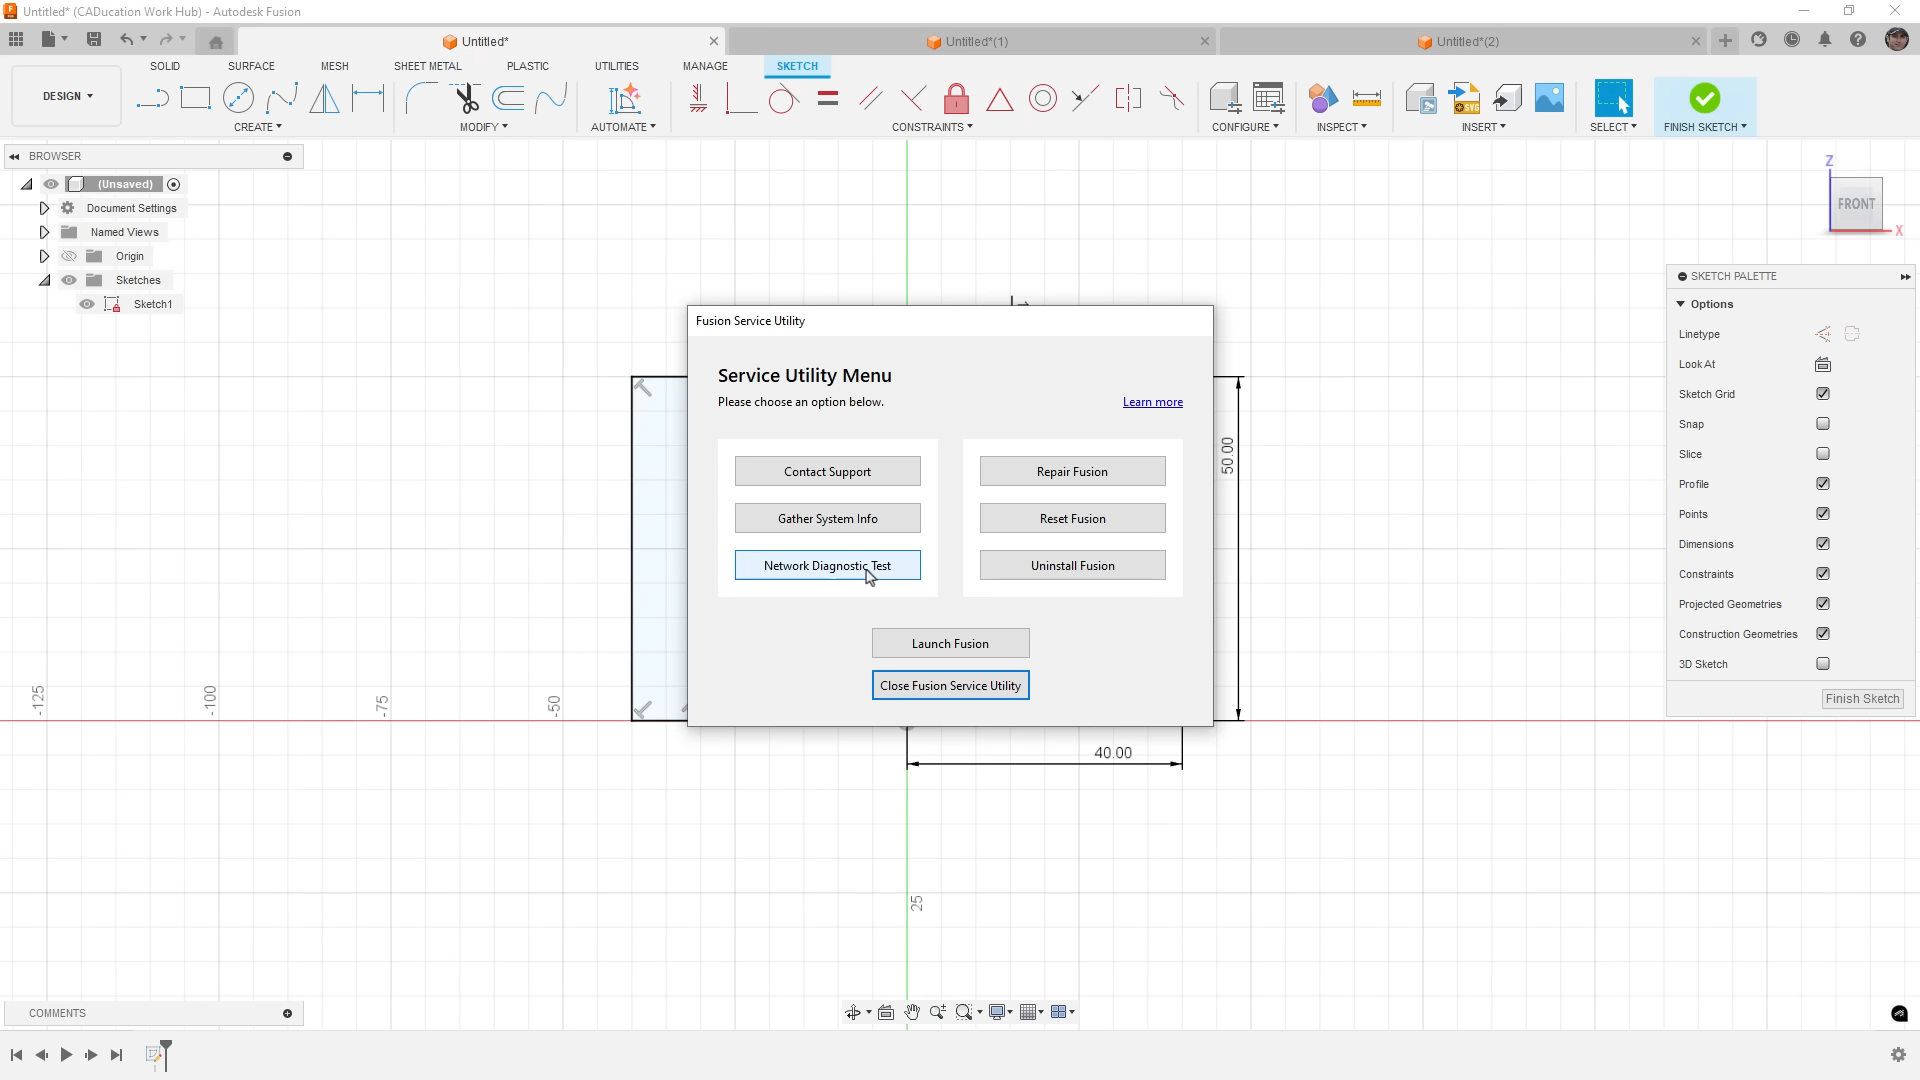 Untitled* (CADucation Work Hub) - Autodesk Fusion
Untitled*
Untitled*(1)
Untitled*(2)
DESIGN
SOLID
SURFACE
MESH
SHEET METAL
PLASTIC
UTILITIES
MANAGE
SKETCH
CREATE
MODIFY
AUTOMATE
CONSTRAINTS
CONFIGURE
INSPECT
INSERT
SELECT
FINISH SKETCH
SVG
BROWSER
(Unsaved)
Document Settings
Named Views
Origin
Sketches
Sketch1
Z
FRONT
X
SKETCH PALETTE
Options
Linetype
Look At
Sketch Grid
Snap
Slice
Profile
Points
Dimensions
Constraints
Projected Geometries
Construction Geometries
3D Sketch
Finish Sketch
Fusion Service Utility
Service Utility Menu
Please choose an option below.
Learn more
Contact Support
Repair Fusion
Gather System Info
Reset Fusion
Network Diagnostic Test
Uninstall Fusion
Launch Fusion
Close Fusion Service Utility
50.00
-125
-100
-75
-50
40.00
25
COMMENTS